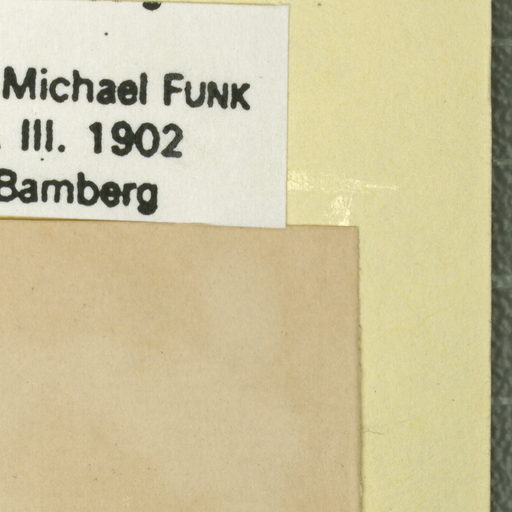 Michael FUNK
. III. 1902
Bamberg